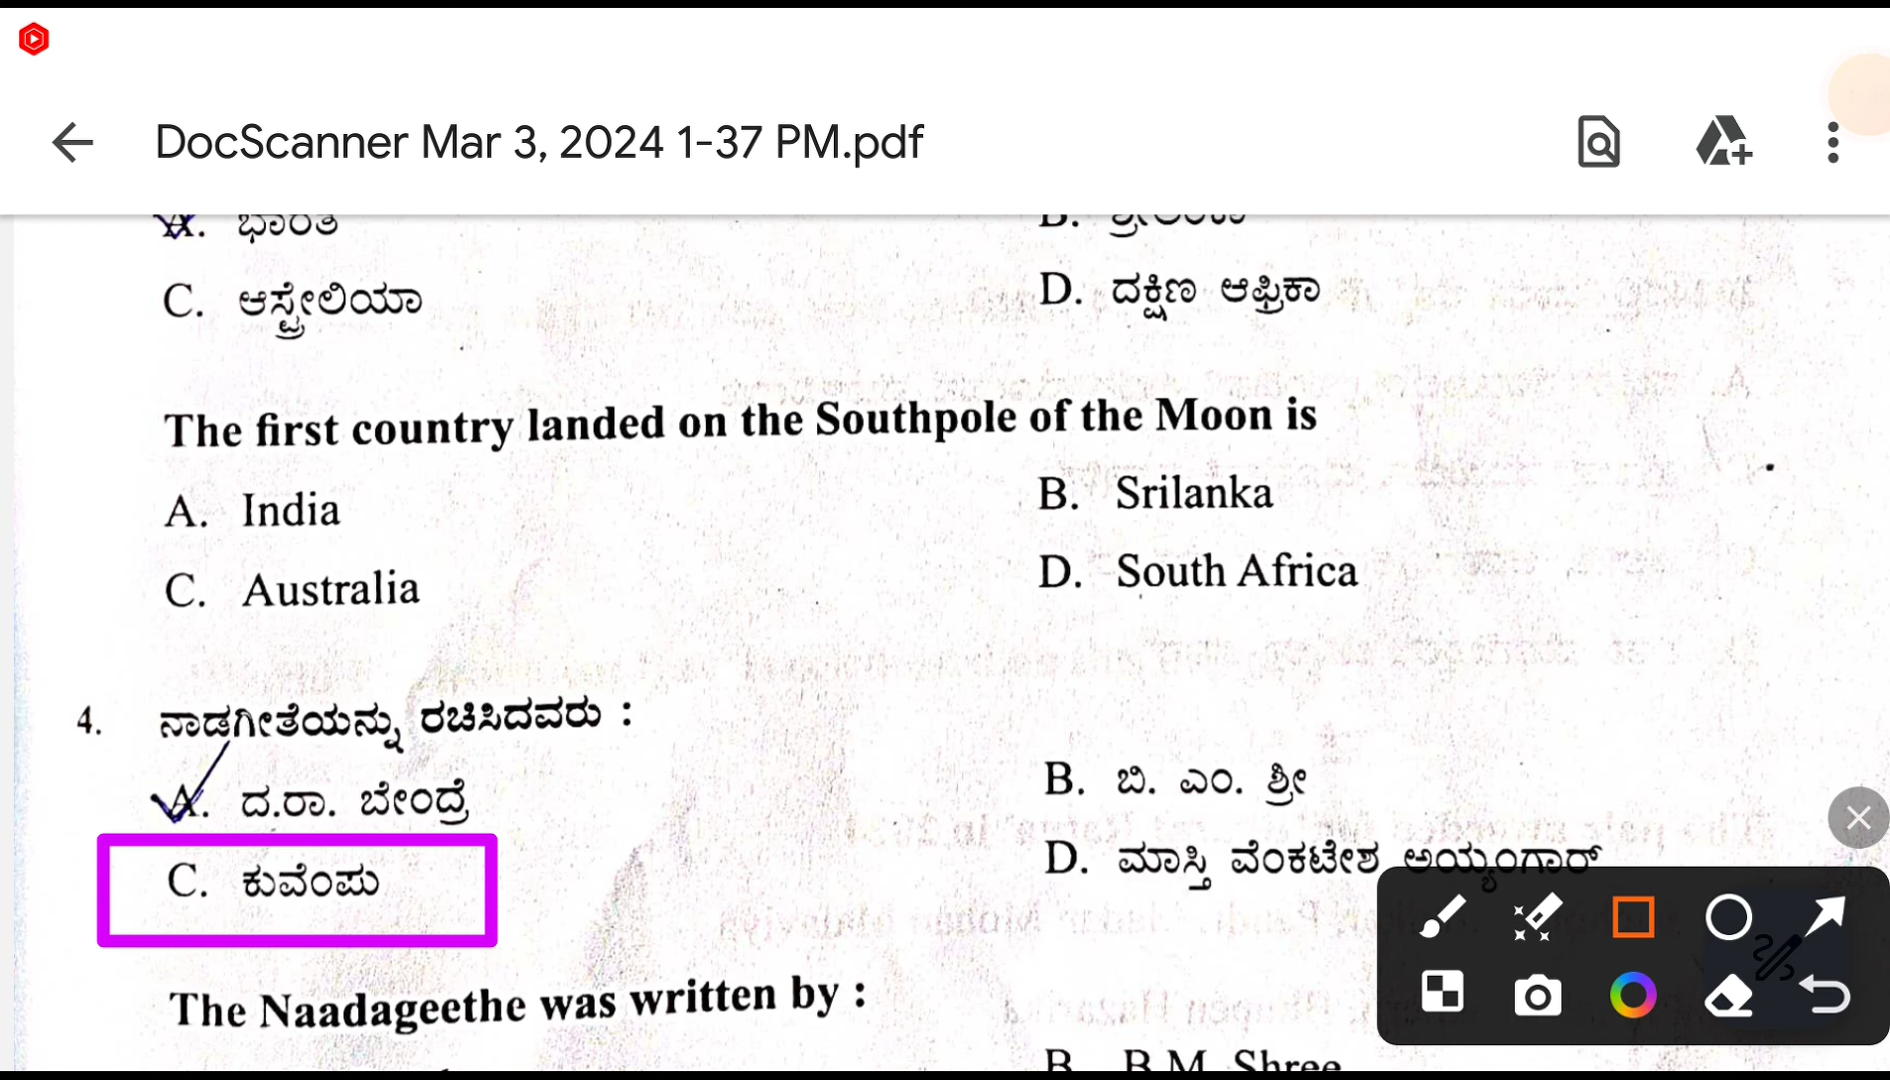 DocScanner Mar 3, 2024 1-37 PM.pdf
A. ಭಾರತ
B. ಶ್ರೀಲಂಕಾ
C. ಆಸ್ಟ್ರೇಲಿಯಾ
D. ದಕ್ಷಿಣ ಆಫ್ರಿಕಾ
The first country landed on the Southpole of the Moon is
A. India
B. Srilanka
C. Australia
D. South Africa
4. ನಾಡಗೀತೆಯನ್ನು ರಚಿಸಿದವರು :
A. ದ.ರಾ. ಬೇಂದ್ರೆ
B. ಬಿ. ಎಂ. ಶ್ರೀ
C. ಕುವೆಂಪು
D. ಮಾಸ್ತಿ ವೆಂಕಟೇಶ ಅಯ್ಯಂಗಾರ್
The Naadageethe was written by :
B. B.M. Shree